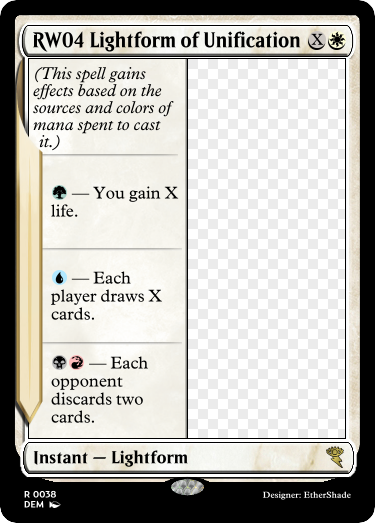 RW04 Lightform of Unification X
(This spell gains
effects based on the
sources and colors of
mana spent to cast
it.)
— You gain X
life.
— Each
player draws X
cards.
— Each
opponent
discards two
cards.
Instant — Lightform
R 0038
DEM
Designer: EtherShade